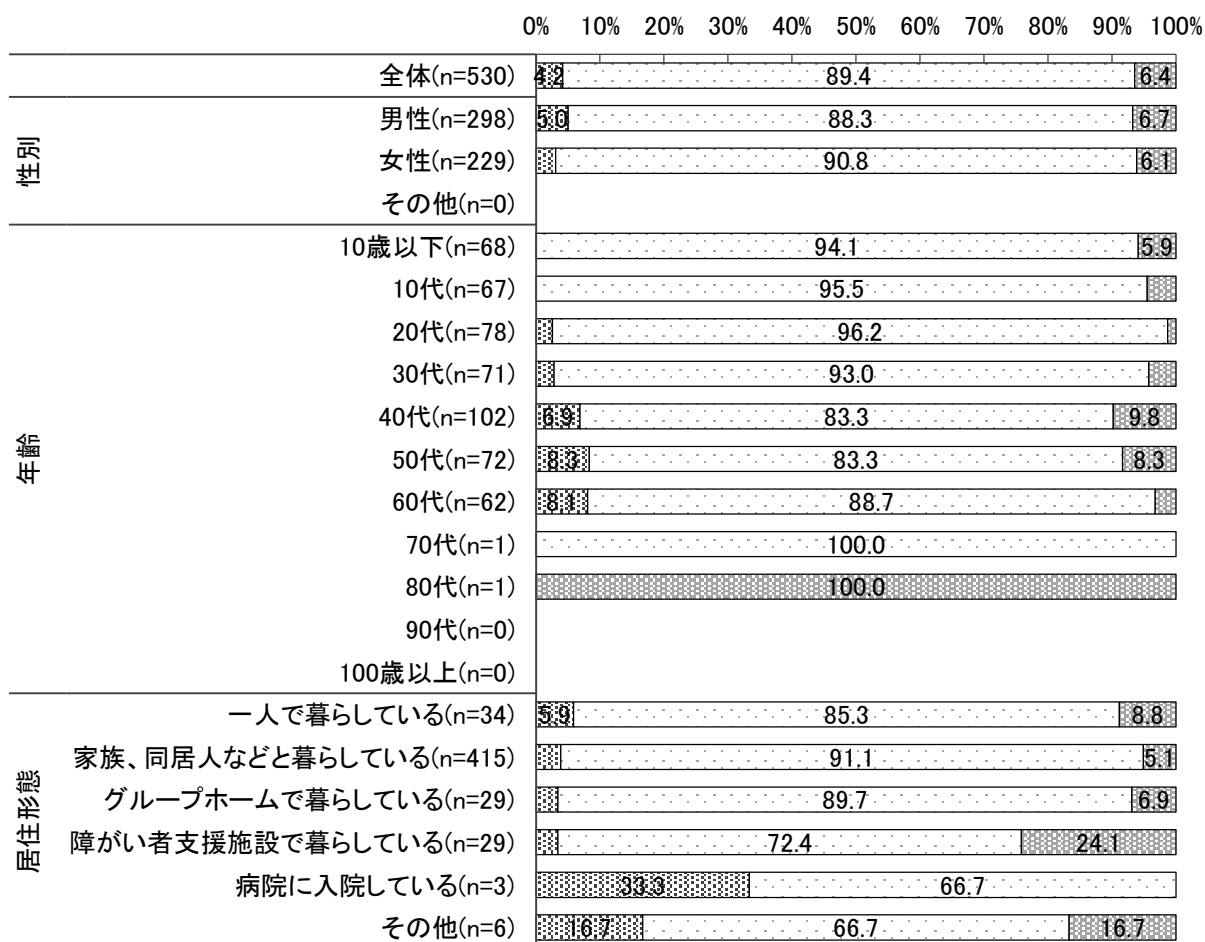 0% 10% 20% 30% 40% 50% 60% 70% 80% 90% 100%
全体(n=530) 4.2 89.4 6.4
性別
男性(n=298) 5.0 88.3 6.7
女性(n=229) 90.8 6.1
その他(n=0)
年齢
10歳以下(n=68) 94.1 5.9
10代(n=67) 95.5
20代(n=78) 96.2
30代(n=71) 93.0
40代(n=102) 6.9 83.3 9.8
50代(n=72) 8.3 83.3 8.3
60代(n=62) 8.1 88.7
70代(n=1) 100.0
80代(n=1) 100.0
90代(n=0)
100歳以上(n=0)
居住形態
一人で暮らしている(n=34) 5.9 85.3 8.8
家族、同居人などと暮らしている(n=415) 91.1 5.1
グループホームで暮らしている(n=29) 89.7 6.9
障がい者支援施設で暮らしている(n=29) 72.4 24.1
病院に入院している(n=3) 33.3 66.7
その他(n=6) 16.7 66.7 16.7